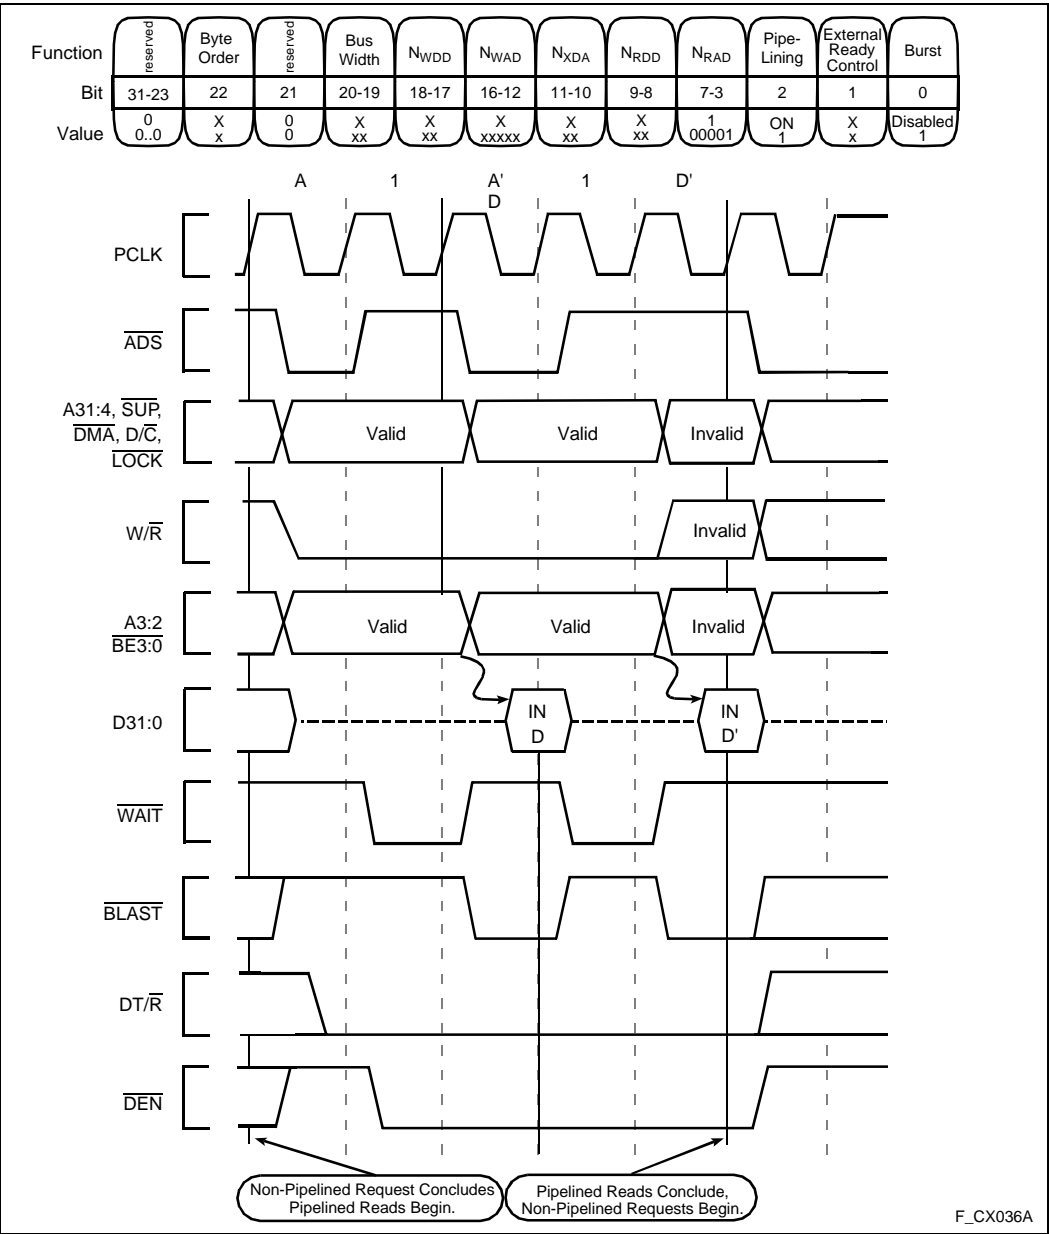 Function reserved Byte Order reserved Bus Width NWDD NWAD NXDA NRDD NRAD Pipe-Lining External Ready Control Burst
Bit 31-23 22 21 20-19 18-17 16-12 11-10 9-8 7-3 2 1 0
Value 0 X 0 X X X X X 1 ON X Disabled
0..0 x 0 xx xx xxxxx xx xx 00001 1 x 1
A 1 A' 1 D'
D
PCLK
ADS
A31:4, SUP,
DMA, D/C,
LOCK
Valid Valid Invalid
W/R
Invalid
A3:2
BE3:0
Valid Valid Invalid
D31:0
IN IN
D D'
WAIT
BLAST
DT/R
DEN
Non-Pipelined Request Concludes
Pipelined Reads Begin.
Pipelined Reads Conclude,
Non-Pipelined Requests Begin.
F_CX036A